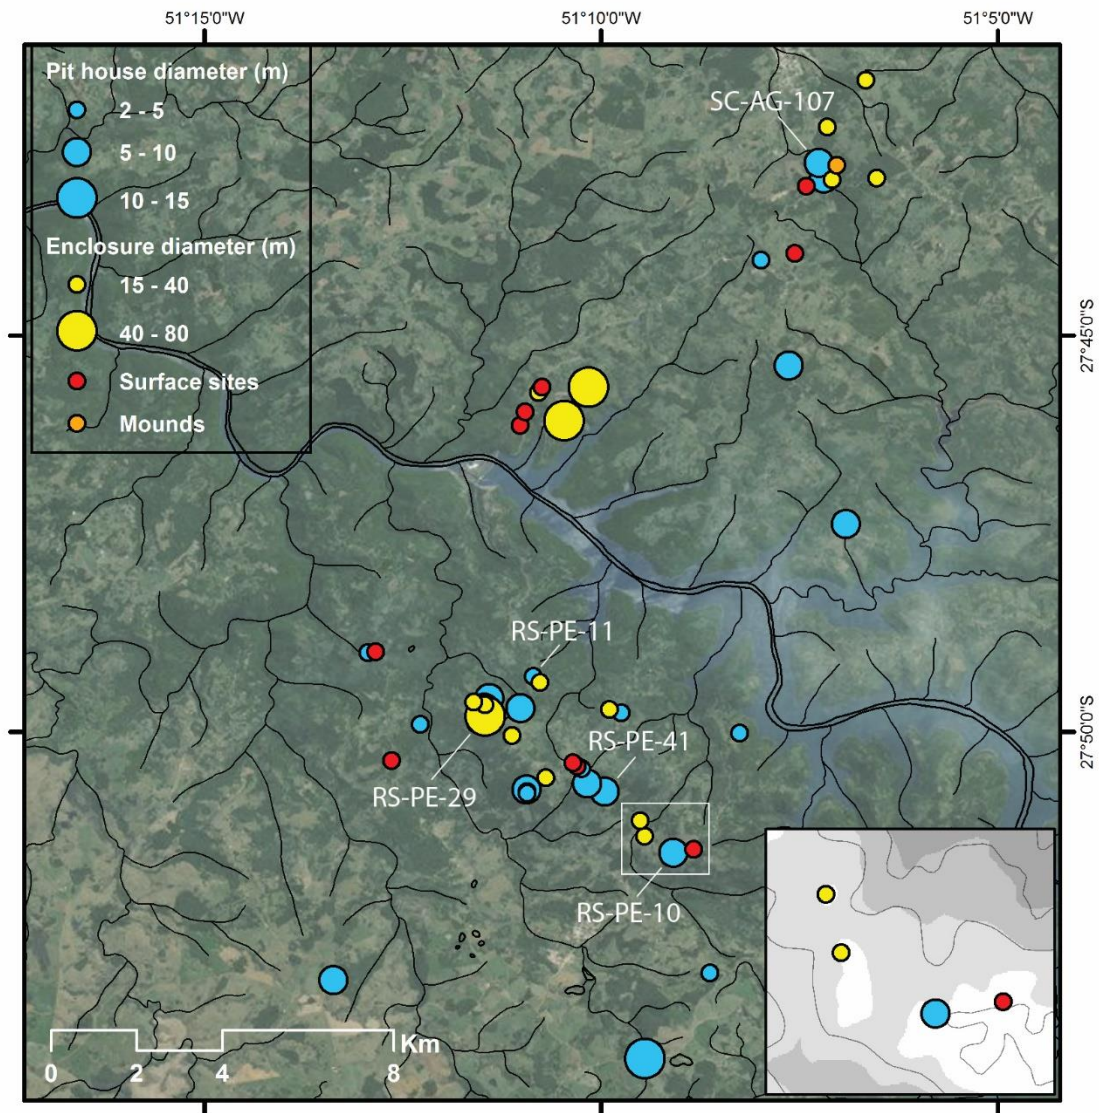 51°15'0"W
51°10'0"W
51°5'0"W
Pit house diameter (m)
2 - 5
5 - 10
10 - 15
Enclosure diameter (m)
15 - 40
40 - 80
Surface sites
Mounds
SC-AG-107
27°45'0"S
RS-PE-11
27°50'0"S
RS-PE-41
RS-PE-29
RS-PE-10
Km
0 2 4 8